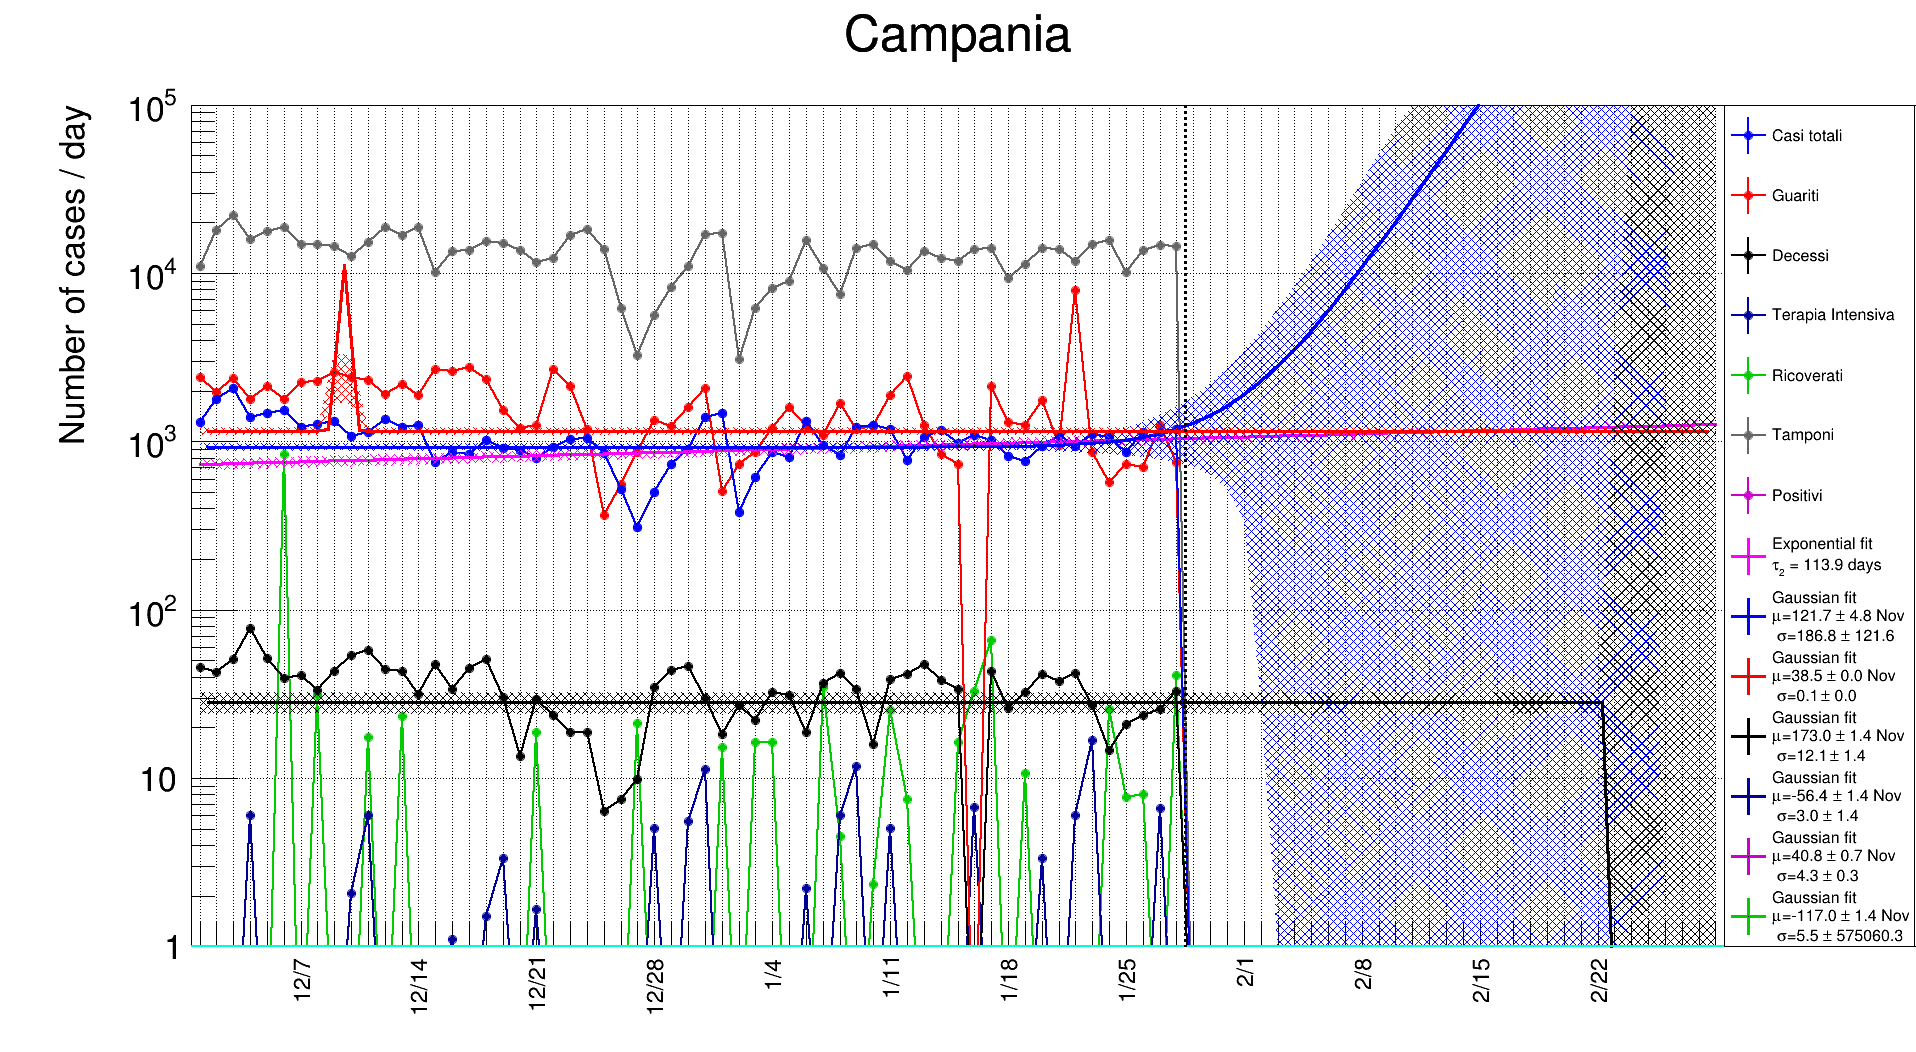 Campania
Number of cases / day
10^5
10^4
10^3
10^2
10
1
12/7
12/14
12/21
12/28
1/4
1/11
1/18
1/25
2/1
2/8
2/15
2/22
Casi totali
Guariti
Decessi
Terapia Intensiva
Ricoverati
Tamponi
Positivi
Exponential fit
τ₂ = 113.9 days
Gaussian fit
μ=121.7 ± 4.8 Nov
σ=186.8 ± 121.6
Gaussian fit
μ=38.5 ± 0.0 Nov
σ=0.1 ± 0.0
Gaussian fit
μ=173.0 ± 1.4 Nov
σ=12.1 ± 1.4
Gaussian fit
μ=-56.4 ± 1.4 Nov
σ=3.0 ± 1.4
Gaussian fit
μ=40.8 ± 0.7 Nov
σ=4.3 ± 0.3
Gaussian fit
μ=-117.0 ± 1.4 Nov
σ=5.5 ± 575060.3